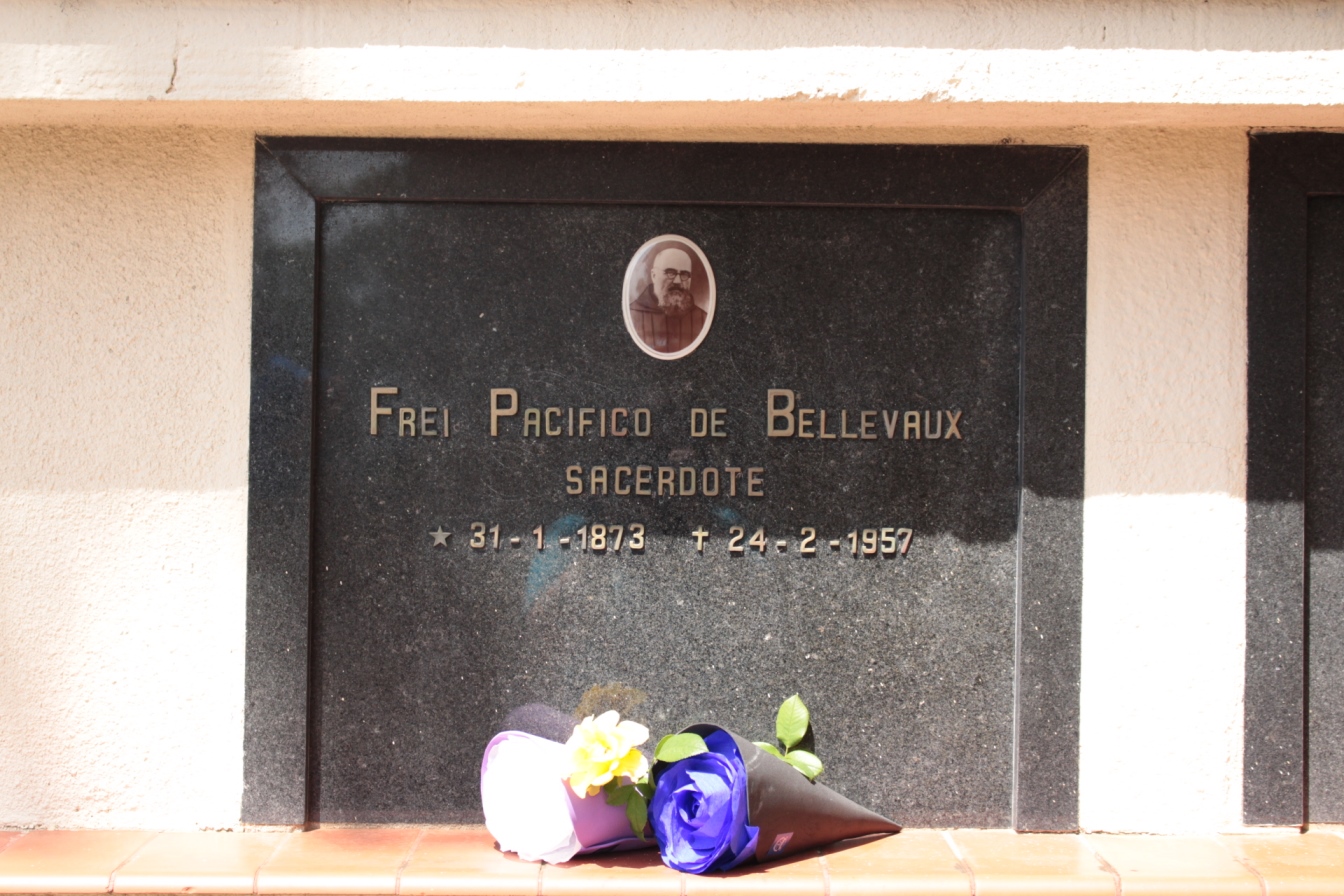 Frei Pacifico de Bellevaux
SACERDOTE
★ 31-1-1873 ✝ 24-2-1957